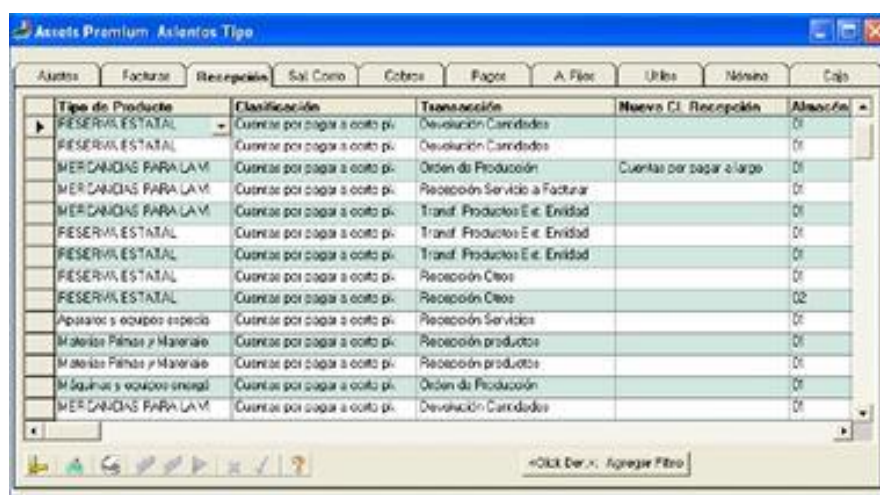 Assets Premium Asientos Tipo
Ajustes Facturas Recepción Sal. Como Cobros Pagos A. Fijos Utiles Nómina Caja
Tipo de Producto Clasificación Transacción Nueva Cl. Recepción Almacén
RESERVA ESTATAL Cuentas por pagar a corto pl Devolución Cantidades 01
RESERVA ESTATAL Cuentas por pagar a corto pl Devolución Cantidades 01
MERCANCIAS PARA LA VI Cuentas por pagar a corto pl Orden de Producción Cuentas por pagar a largo 01
MERCANCIAS PARA LA VI Cuentas por pagar a corto pl Recepción Servicio a Facturar 01
MERCANCIAS PARA LA VI Cuentas por pagar a corto pl Transf. Productos Ext. Entidad 01
RESERVA ESTATAL Cuentas por pagar a corto pl Transf. Productos Ext. Entidad 01
RESERVA ESTATAL Cuentas por pagar a corto pl Transf. Productos Ext. Entidad 01
RESERVA ESTATAL Cuentas por pagar a corto pl Recepción Otros 01
RESERVA ESTATAL Cuentas por pagar a corto pl Recepción Otros 02
Aparatos y equipos especia Cuentas por pagar a corto pl Recepción Servicios 01
Materias Primas y Materiale Cuentas por pagar a corto pl Recepción productos 01
Materias Primas y Materiale Cuentas por pagar a corto pl Recepción productos 01
Máquinas y equipos energé Cuentas por pagar a corto pl Orden de Producción 01
MERCANCIAS PARA LA VI Cuentas por pagar a corto pl Devolución Cantidades 01
<Click Der.>: Agregar Filtro